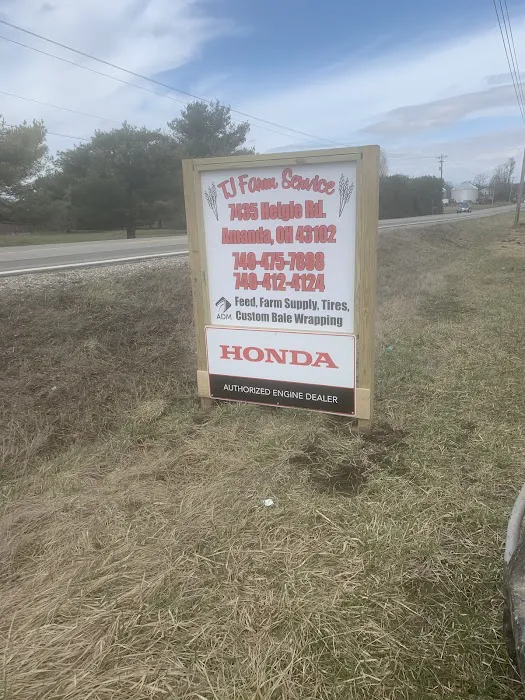 TJ Farm Service
7435 Heigle Rd.
Amanda, OH 43102
740-475-7898
740-412-4124
ADM
Feed, Farm Supply, Tires,
Custom Bale Wrapping
HONDA
AUTHORIZED ENGINE DEALER